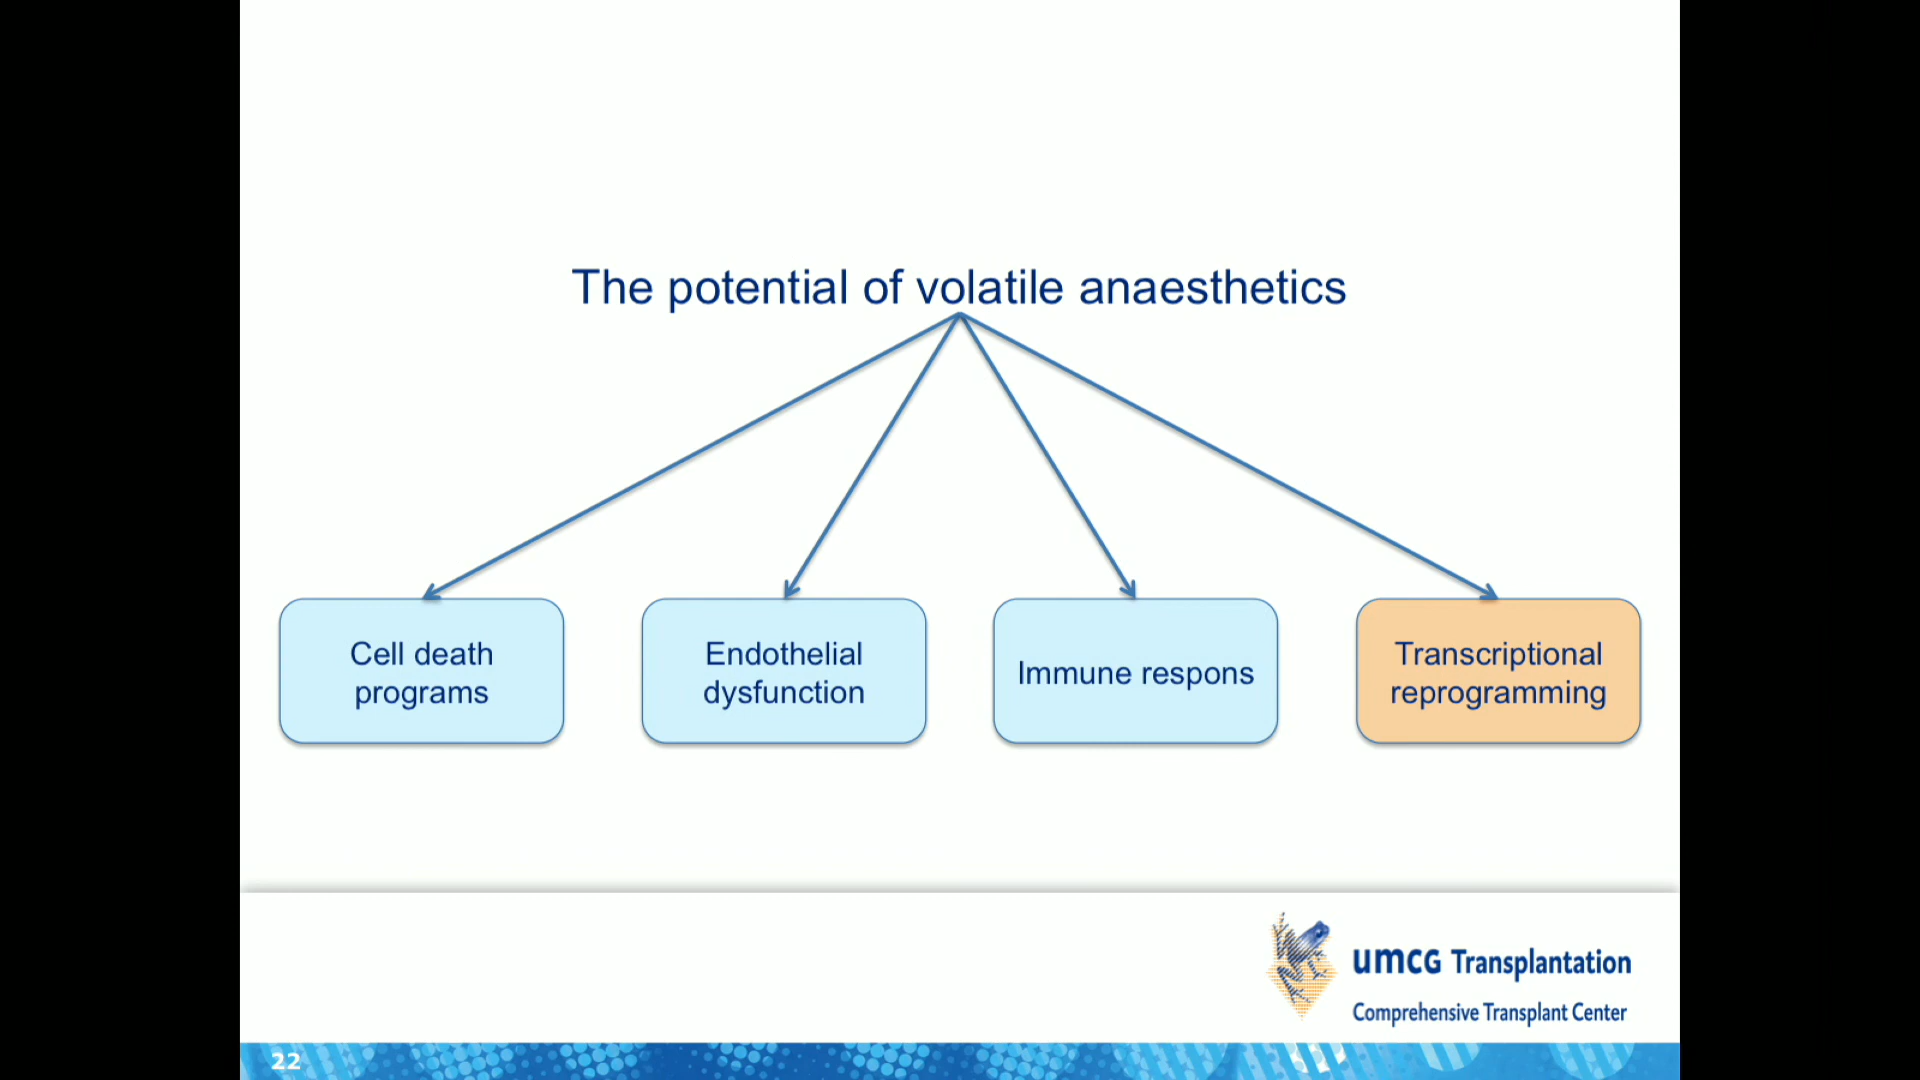 The potential of volatile anaesthetics
Cell death
programs
Endothelial
dysfunction
Immune respons
Transcriptional
reprogramming
umcg Transplantation
Comprehensive Transplant Center
22